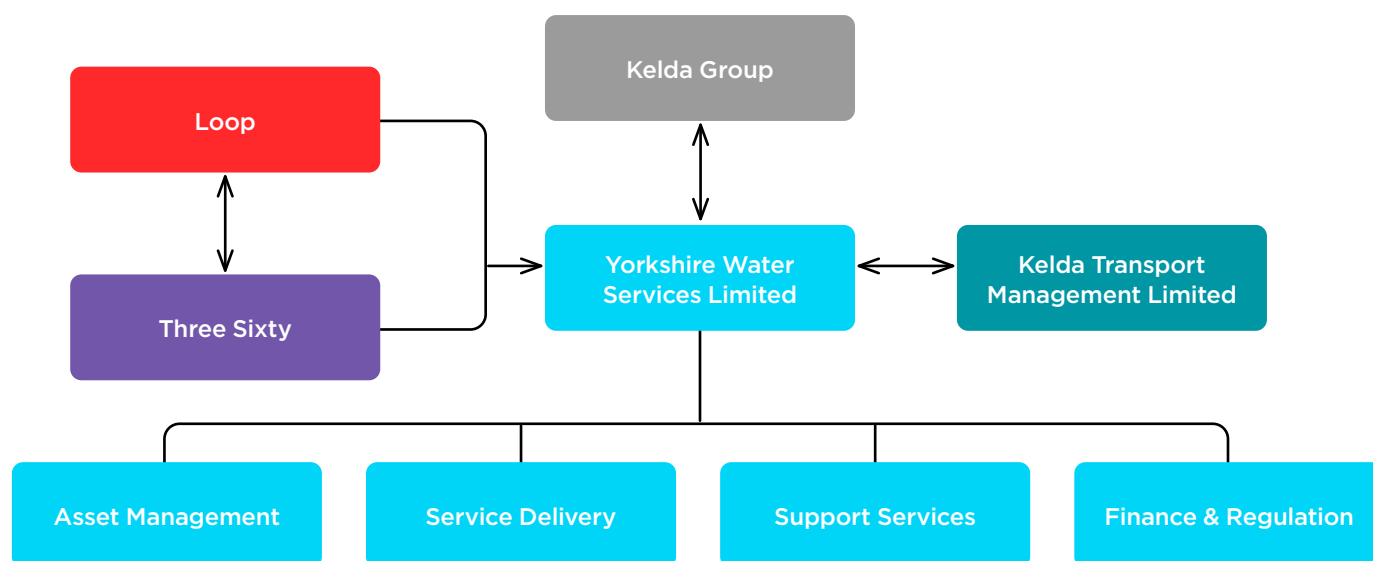 Kelda Group
Loop
Yorkshire Water
Services Limited
Kelda Transport
Management Limited
Three Sixty
Asset Management
Service Delivery
Support Services
Finance & Regulation